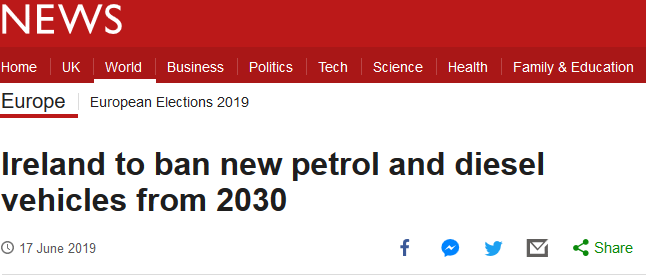 NEWS
Home UK World Business Politics Tech Science Health Family & Education
Europe European Elections 2019
Ireland to ban new petrol and diesel
vehicles from 2030
17 June 2019 Share